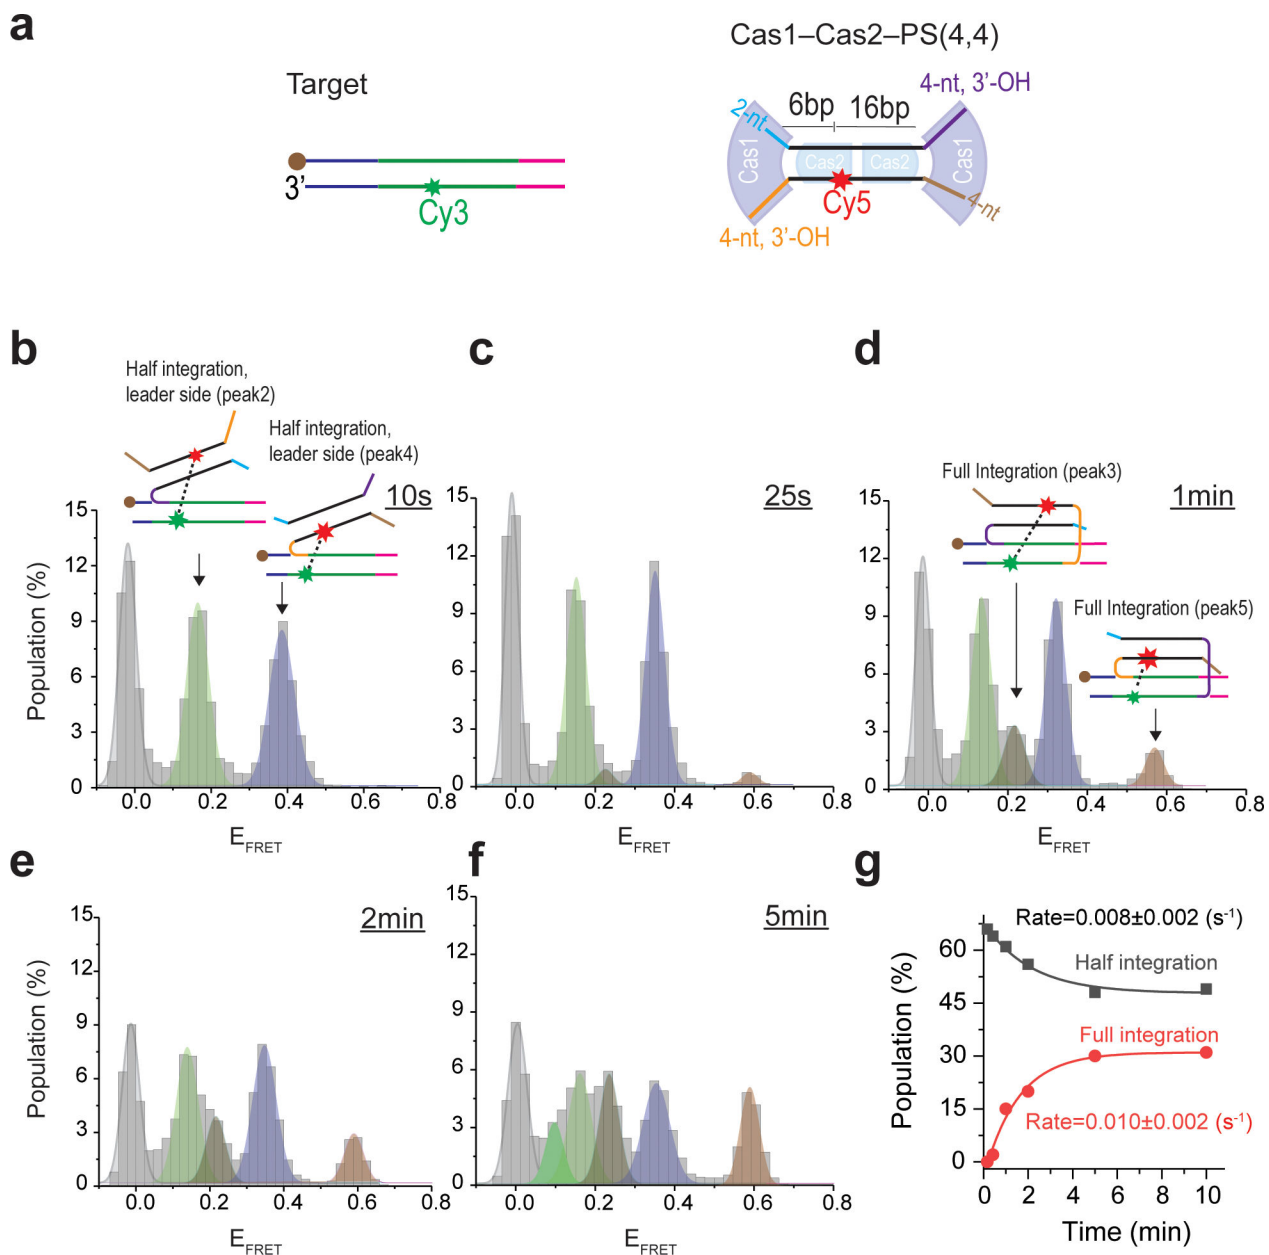 a
Target
3’
Cy3
Cas1–Cas2–PS(4,4)
4-nt, 3’-OH
2-nt
6bp
16bp
Cas1
Cas2
Cas2
Cas1
Cy5
4-nt
4-nt, 3’-OH
b
Half integration,
leader side (peak2)
Half integration,
leader side (peak4)
10s
Population (%)
15
12
9
6
3
0
0.0
0.2
0.4
0.6
0.8
EFRET
c
25s
15
12
9
6
3
0
0.0
0.2
0.4
0.6
0.8
EFRET
d
Full Integration (peak3)
1min
Full Integration (peak5)
15
12
9
6
3
0
0.0
0.2
0.4
0.6
0.8
EFRET
e
2min
Population (%)
15
12
9
6
3
0
0.0
0.2
0.4
0.6
0.8
EFRET
f
5min
15
12
9
6
3
0
0.0
0.2
0.4
0.6
0.8
EFRET
g
Rate=0.008±0.002 (s-1)
Half integration
Full integration
Rate=0.010±0.002 (s-1)
Population (%)
60
45
30
15
0
0
2
4
6
8
10
Time (min)